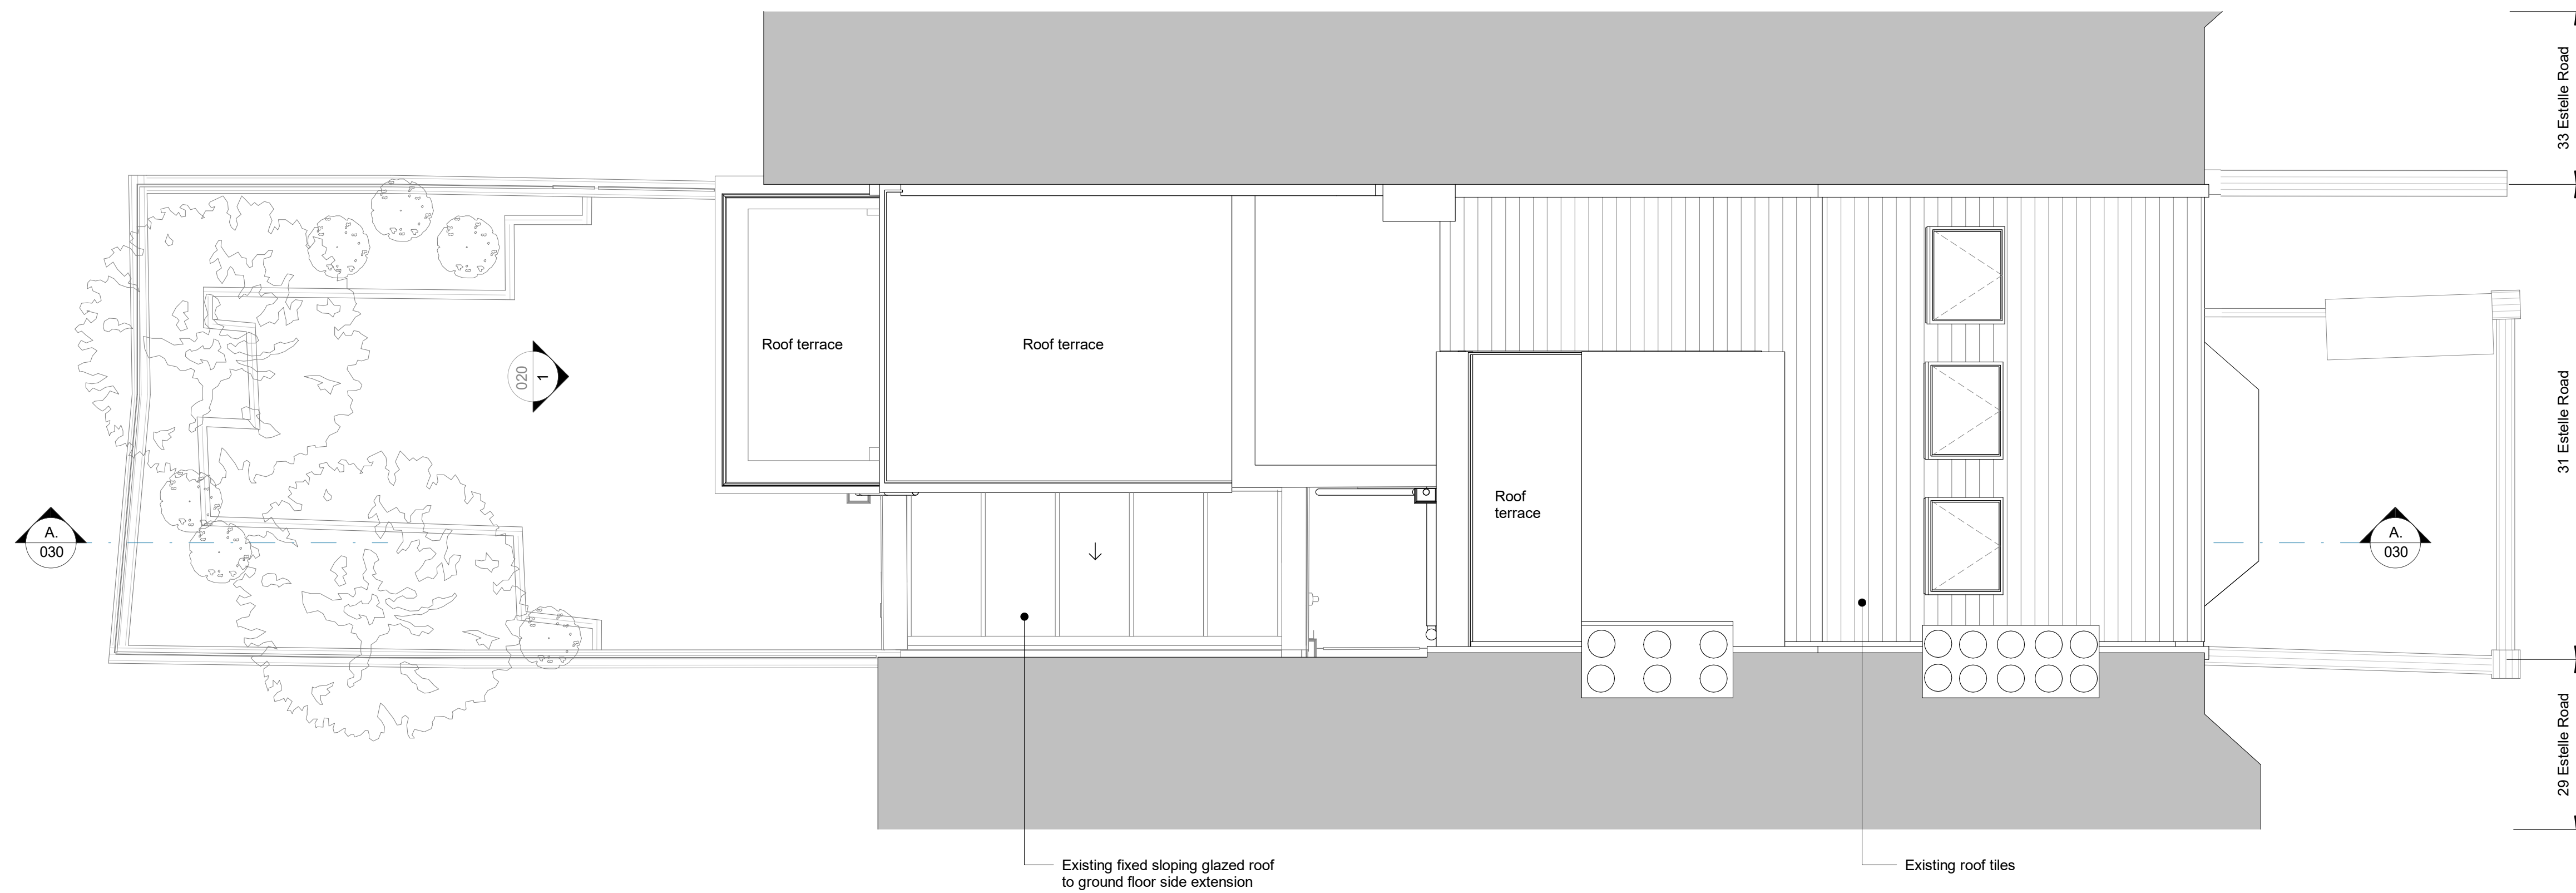 33 Estelle Road
Roof terrace
Roof terrace
020
1
31 Estelle Road
Roof
terrace
A.
030
A.
030
29 Estelle Road
Existing fixed sloping glazed roof
to ground floor side extension
Existing roof tiles